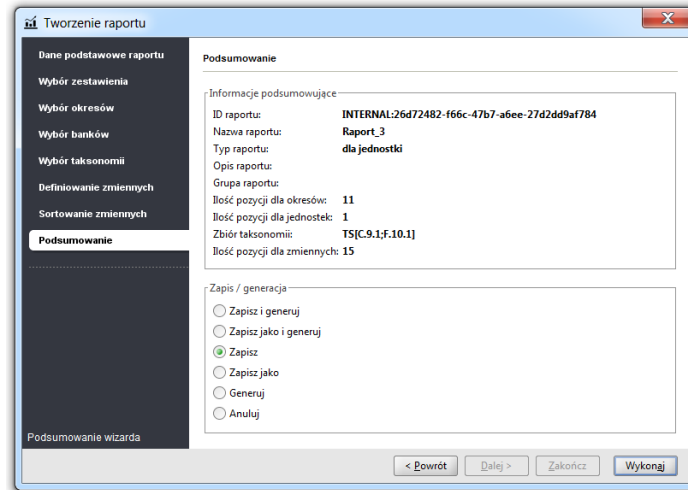 Tworzenie raportu
Dane podstawowe raportu
Wybór zestawienia
Wybór okresów
Wybór banków
Wybór taksonomii
Definiowanie zmiennych
Sortowanie zmiennych
Podsumowanie
Podsumowanie wizarda
Podsumowanie
Informacje podsumowujące
ID raportu: INTERNAL:26d72482-f66c-47b7-a6ee-27d2dd9af784
Nazwa raportu: Raport_3
Typ raportu: dla jednostki
Opis raportu:
Grupa raportu:
Ilość pozycji dla okresów: 11
Ilość pozycji dla jednostek: 1
Zbiór taksonomii: TS[C.9.1;F.10.1]
Ilość pozycji dla zmiennych: 15
Zapis / generacja
Zapisz i generuj
Zapisz jako i generuj
Zapisz
Zapisz jako
Generuj
Anuluj
< Powrót Dalej > Zakończ Wykonaj